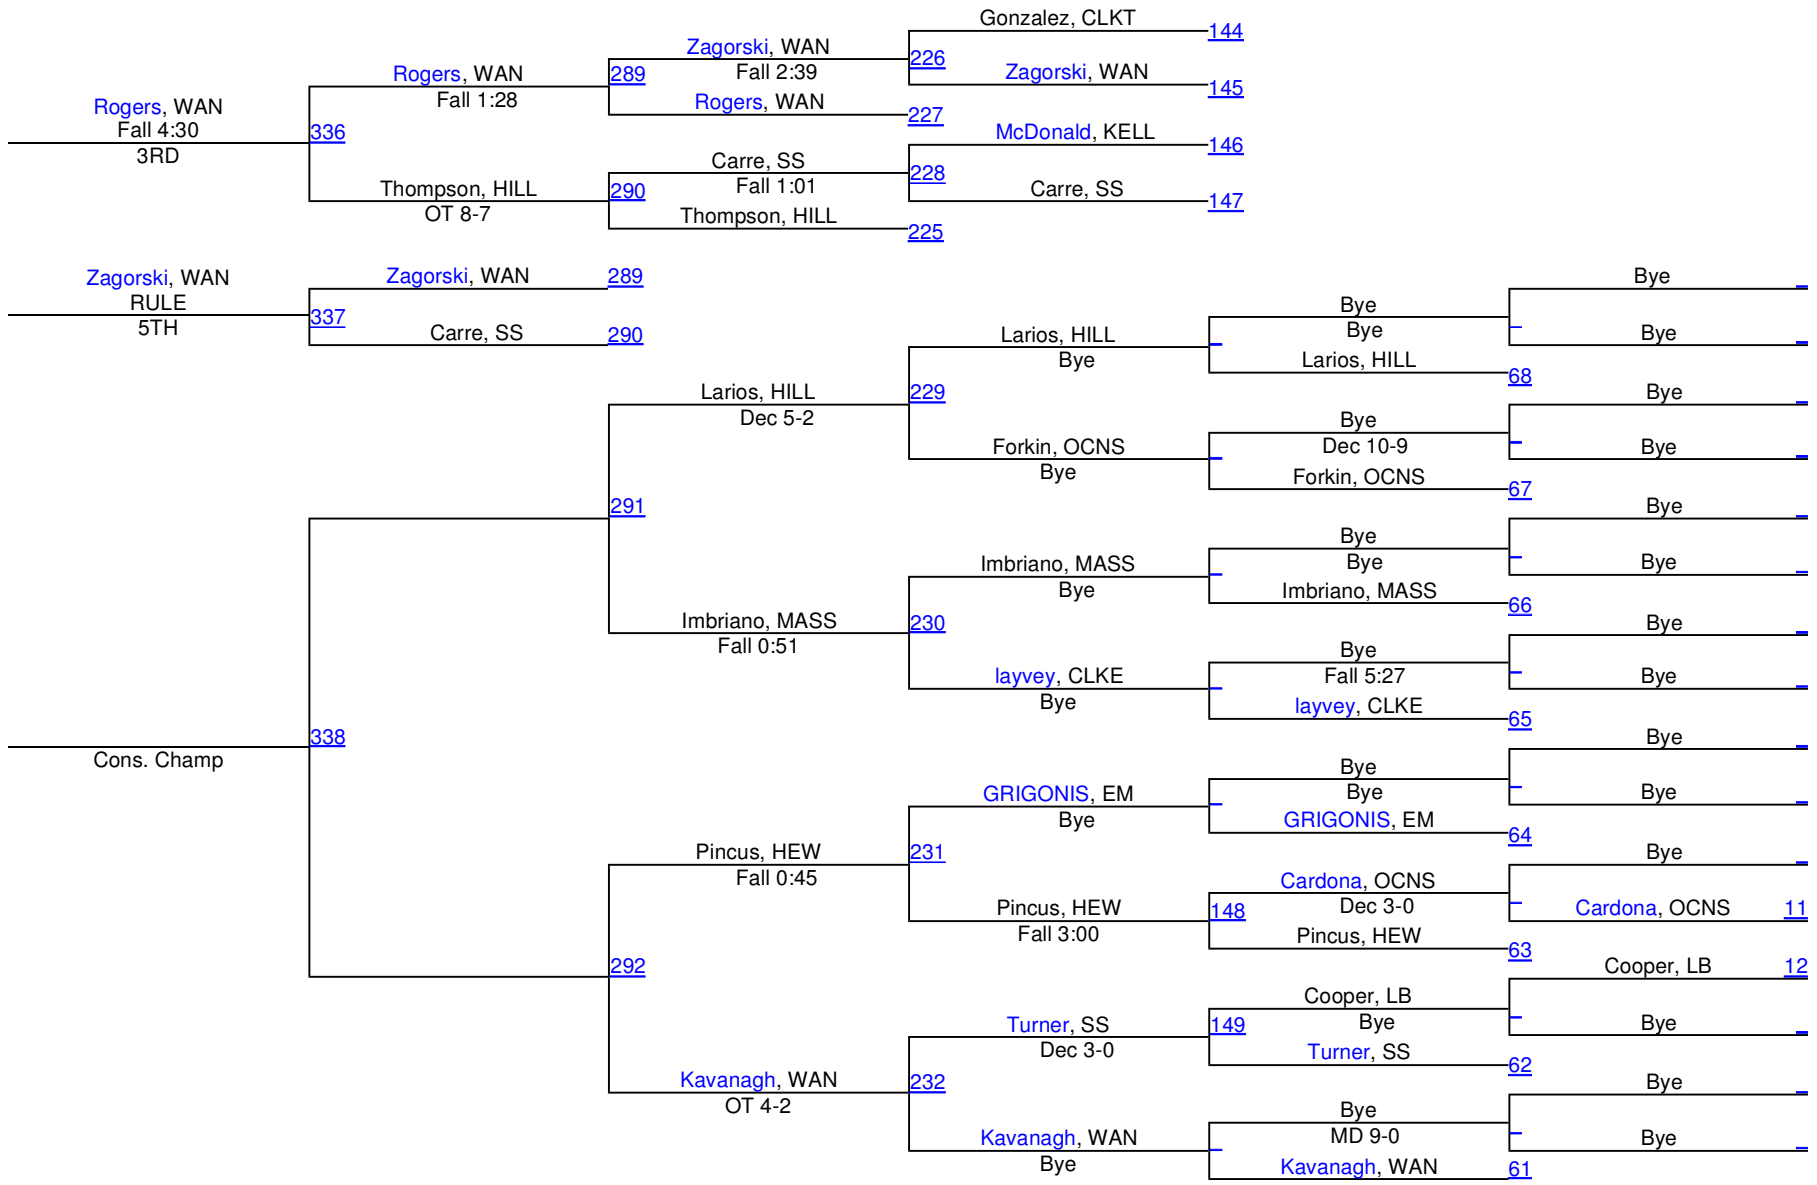 Gonzalez, CLKT
144
Zagorski, WAN
226
Fall 2:39
Rogers, WAN
289
Zagorski, WAN
145
Fall 1:28
Rogers, WAN
227
Rogers, WAN
Fall 4:30
336
3RD
McDonald, KELL
146
Carre, SS
228
Fall 1:01
Thompson, HILL
290
Carre, SS
147
OT 8-7
Thompson, HILL
225
Zagorski, WAN
RULE
337
5TH
Zagorski, WAN
289
Carre, SS
290
Bye
Bye
Bye
Bye
Larios, HILL
Bye
Larios, HILL
68
Larios, HILL
229
Dec 5-2
Bye
Bye
Bye
Dec 10-9
Forkin, OCNS
Bye
Forkin, OCNS
67
291
Bye
Bye
Bye
Bye
Imbriano, MASS
Bye
Imbriano, MASS
66
Imbriano, MASS
230
Fall 0:51
Bye
Bye
Bye
Fall 5:27
layvey, CLKE
Bye
layvey, CLKE
65
338
Cons. Champ
Bye
Bye
Bye
Bye
GRIGONIS, EM
Bye
GRIGONIS, EM
64
Pincus, HEW
231
Fall 0:45
Bye
Cardona, OCNS
Dec 3-0
Cardona, OCNS
11
Pincus, HEW
148
Fall 3:00
Pincus, HEW
63
292
Cooper, LB
12
Cooper, LB
Bye
Bye
Turner, SS
149
Dec 3-0
Turner, SS
62
Kavanagh, WAN
232
OT 4-2
Bye
Bye
MD 9-0
Bye
Kavanagh, WAN
Bye
Kavanagh, WAN
61